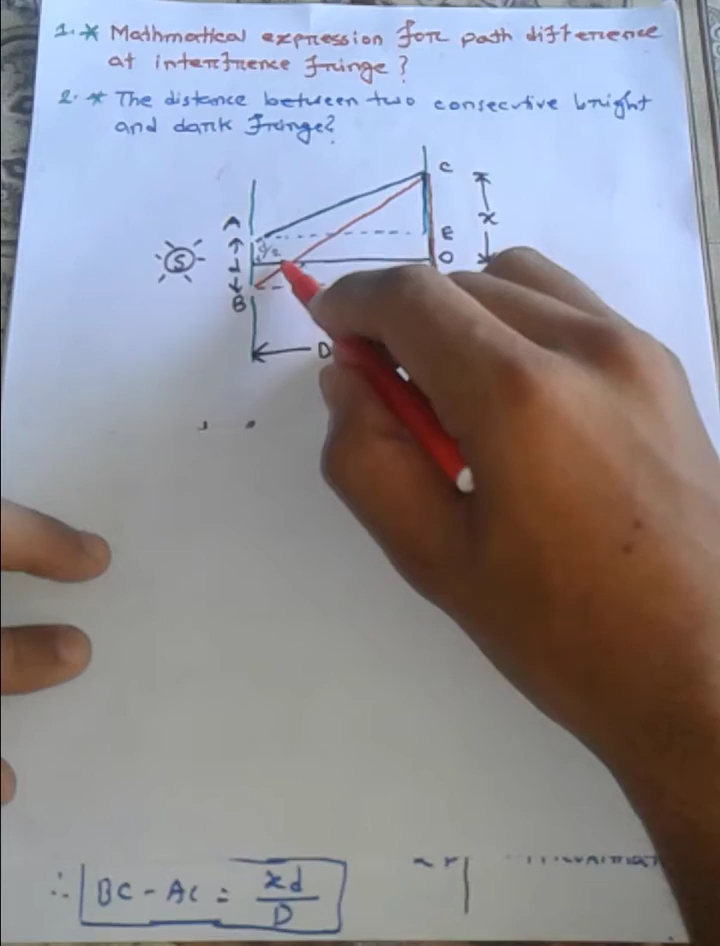 1. * Mathmatical expression for path difference
at interfrence fringe?
2. * The distance between two consecutive bright
and dark fringe?
C
A
x
E
d/2
S
d
O
B
D
∴ BC - AC = xd/D